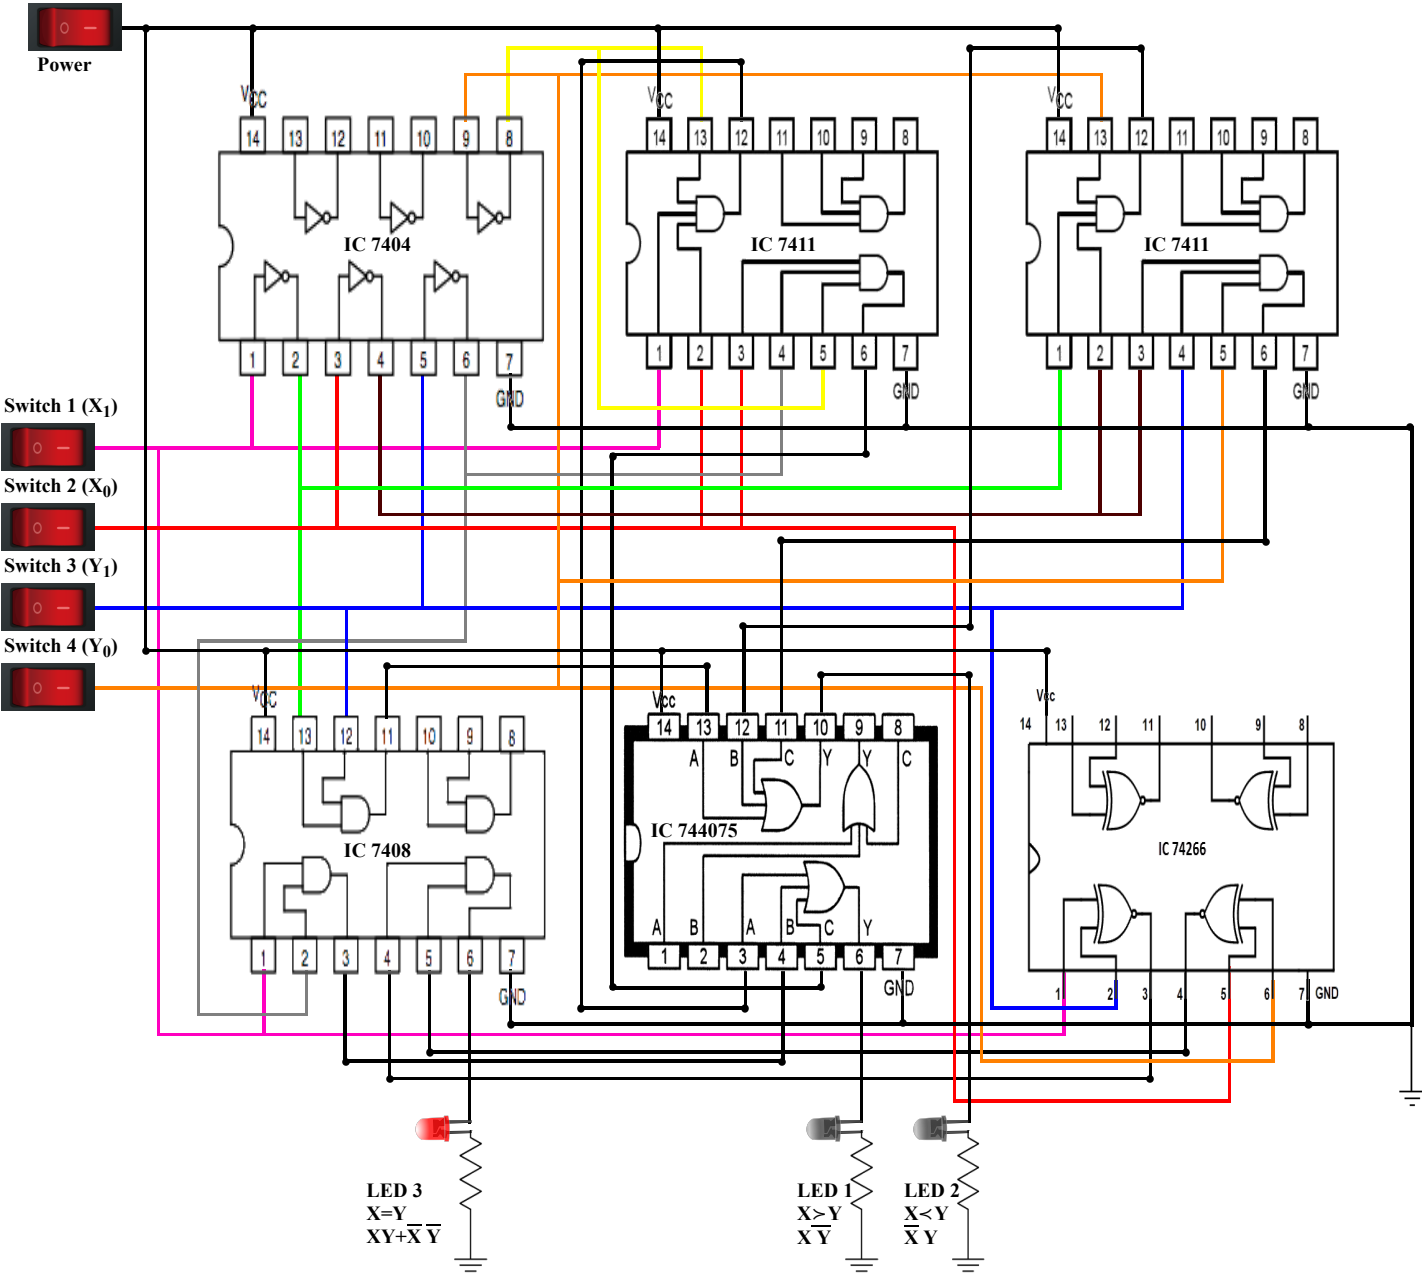 Power
VCC
VCC
VCC
14 13 12 11 10 9 8
14 13 12 11 10 9 8
14 13 12 11 10 9 8
IC 7404
IC 7411
IC 7411
1 2 3 4 5 6 7
1 2 3 4 5 6 7
1 2 3 4 5 6 7
GND
GND
GND
Switch 1 (X1)
Switch 2 (X0)
Switch 3 (Y1)
Switch 4 (Y0)
VCC
Vcc
Vcc
14 13 12 11 10 9 8
14 13 12 11 10 9 8
14 13 12 11 10 9 8
A B C Y Y C
IC 7408
IC 744075
IC 74266
A B A B C Y
1 2 3 4 5 6 7
1 2 3 4 5 6 7
1 2 3 4 5 6 7 GND
GND
GND
LED 3
X=Y
XY+X̅ Y̅
LED 1
X≻Y
X Y̅
LED 2
X≺Y
X̅ Y